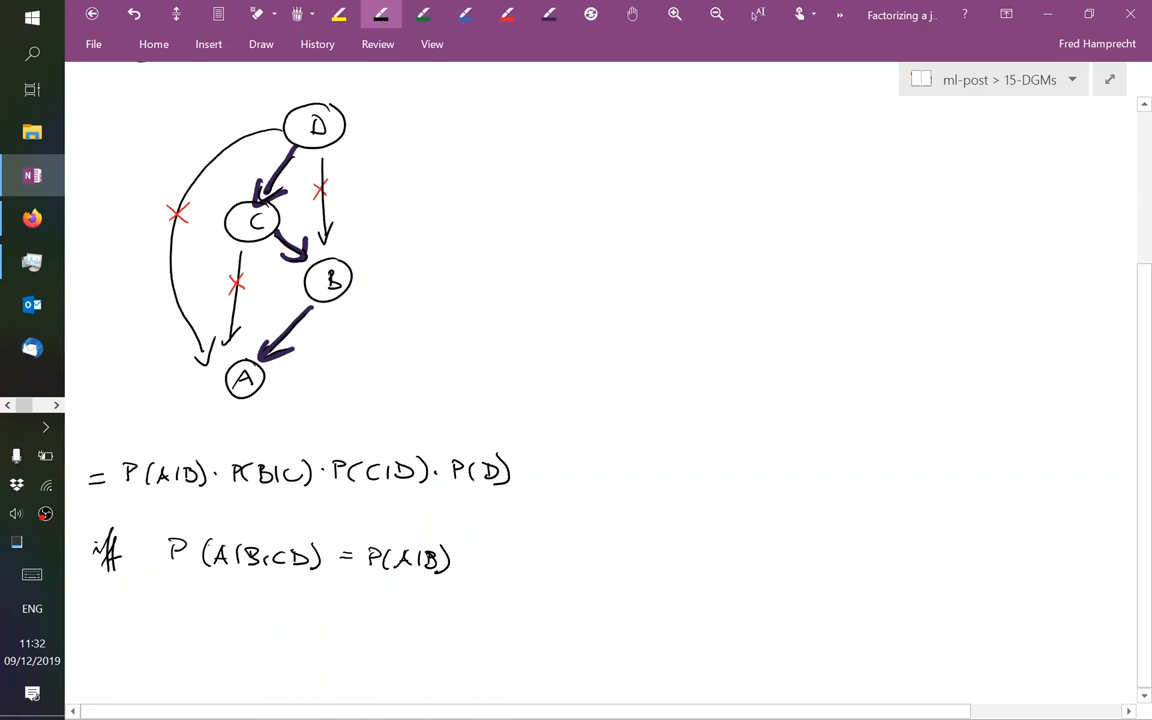 Factorizing a j...
File Home Insert Draw History Review View
Fred Hamprecht
ml-post > 15-DGMs
D
C
B
A
= P(A|B) · P(B|C) · P(C|D) · P(D)
iff P(A|B,CD) = P(A|B)
ENG
11:32
09/12/2019